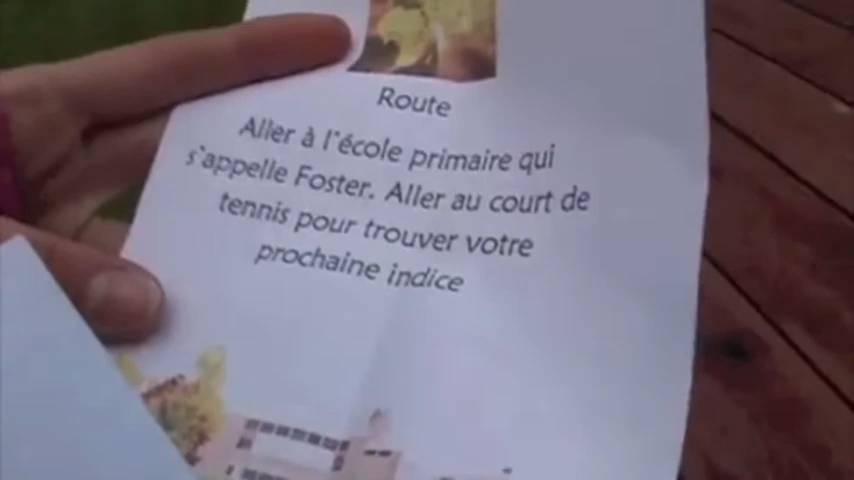 Route
Aller à l'école primaire qui
s'appelle Foster. Aller au court de
tennis pour trouver votre
prochaine indice